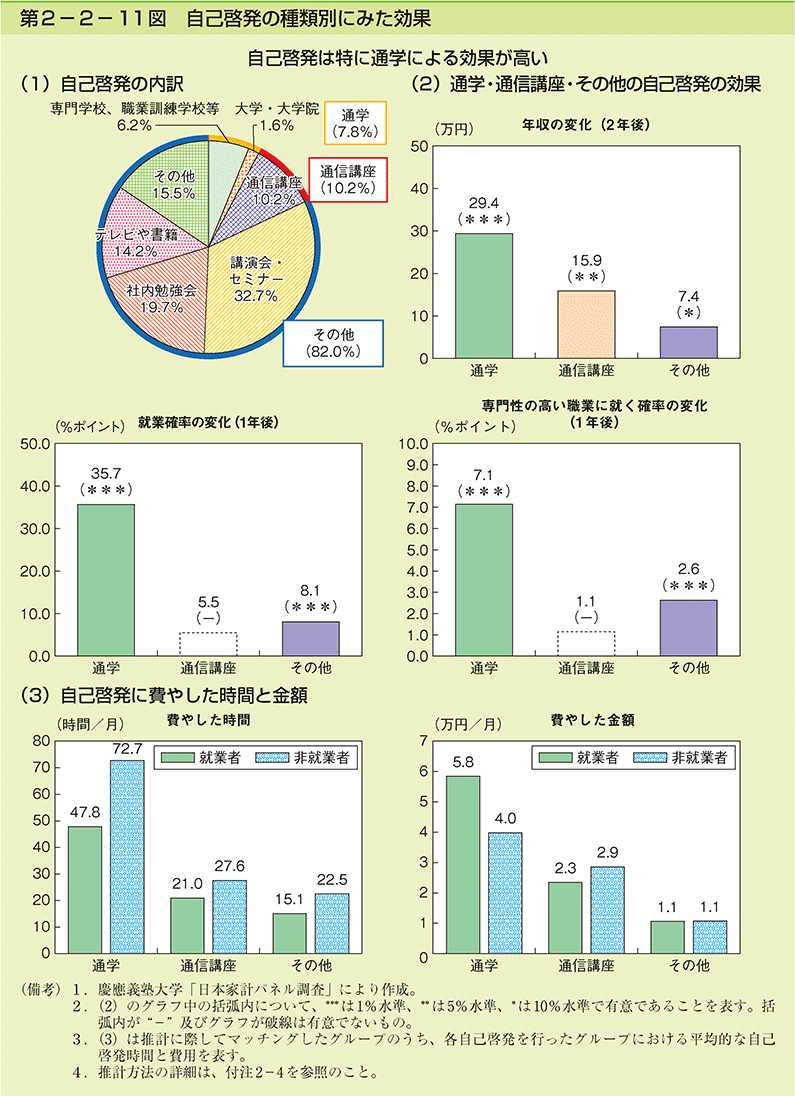 第2−2−11図　自己啓発の種類別にみた効果
自己啓発は特に通学による効果が高い
（1）自己啓発の内訳
専門学校、職業訓練学校等
6.2%
大学・大学院
1.6%
通学
（7.8%）
通信講座
10.2%
通信講座
（10.2%）
その他
15.5%
テレビや書籍
14.2%
社内勉強会
19.7%
講演会・
セミナー
32.7%
その他
（82.0%）
（2）通学・通信講座・その他の自己啓発の効果
（万円）
年収の変化（2年後）
50
40
30
20
10
0
29.4
（＊＊＊）
15.9
（＊＊）
7.4
（＊）
通学
通信講座
その他
（%ポイント）
就業確率の変化（1年後）
50.0
40.0
30.0
20.0
10.0
0.0
35.7
（＊＊＊）
5.5
（−）
8.1
（＊＊＊）
通学
通信講座
その他
専門性の高い職業に就く確率の変化
（1年後）
（%ポイント）
10.0
9.0
8.0
7.0
6.0
5.0
4.0
3.0
2.0
1.0
0.0
7.1
（＊＊＊）
1.1
（−）
2.6
（＊＊＊）
通学
通信講座
その他
（3）自己啓発に費やした時間と金額
（時間／月）
費やした時間
80
70
60
50
40
30
20
10
0
就業者
非就業者
47.8
72.7
21.0
27.6
15.1
22.5
通学
通信講座
その他
（万円／月）
費やした金額
7
6
5
4
3
2
1
0
就業者
非就業者
5.8
4.0
2.3
2.9
1.1
1.1
通学
通信講座
その他
（備考）1．慶應義塾大学「日本家計パネル調査」により作成。
2．(2) のグラフ中の括弧内について、***は1%水準、**は5%水準、*は10%水準で有意であることを表す。括
弧内が“−”及びグラフが破線は有意でないもの。
3．(3) は推計に際してマッチングしたグループのうち、各自己啓発を行ったグループにおける平均的な自己
啓発時間と費用を表す。
4．推計方法の詳細は、付注2−4を参照のこと。